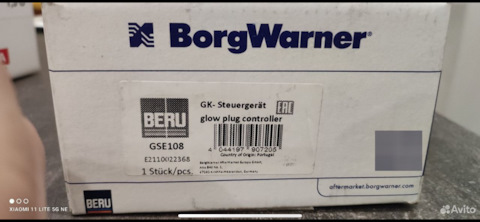 BorgWarner
BERU
GK- Steuergerät
EAC
glow plug controller
GSE108
E2110022368
1 Stück/pcs.
4 044197 907205
Country of Origin: Portugal
BERU
aftermarket.borgwarner.com
XIAOMI 11 LITE 5G NE
Avito